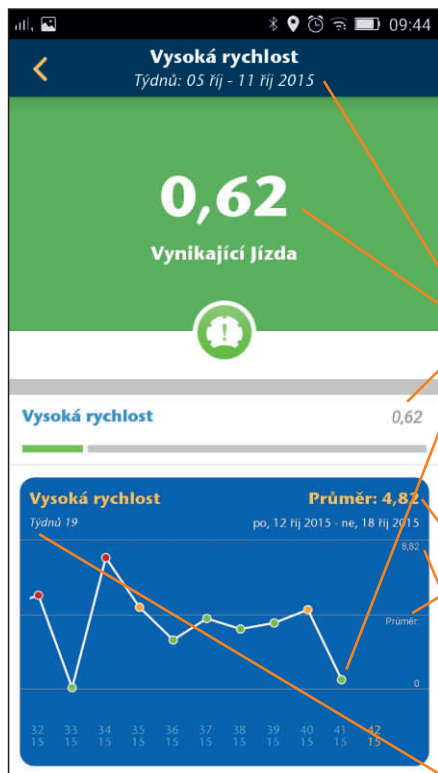 09:44
Vysoká rychlost
Týdnů: 05 říj - 11 říj 2015
0,62
Vynikající Jízda
Vysoká rychlost 0,62
Vysoká rychlost Průměr: 4,82
Týdnů 19 po, 12 říj 2015 - ne, 18 říj 2015
8,82
Průměr
0
32 33 34 35 36 37 38 39 40 41 42
15 15 15 15 15 15 15 15 15 15 15